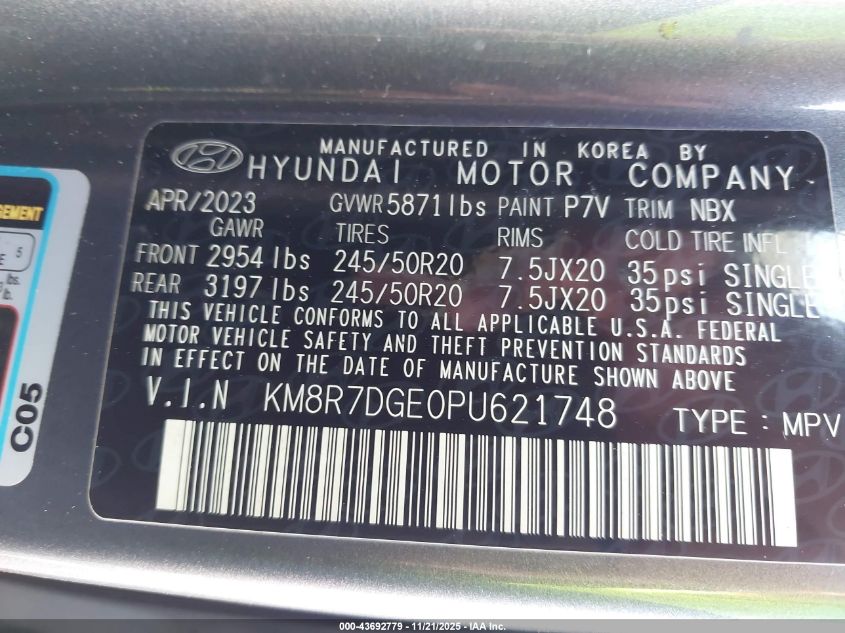 MANUFACTURED IN KOREA BY
HYUNDAI MOTOR COMPANY
APR/2023 GVWR 5871lbs PAINT P7V TRIM NBX
GAWR TIRES RIMS COLD TIRE INFL
FRONT 2954 lbs 245/50R20 7.5JX20 35psi SINGLE
REAR 3197 lbs 245/50R20 7.5JX20 35psi SINGLE
THIS VEHICLE CONFORMS TO ALL APPLICABLE U.S.A. FEDERAL
MOTOR VEHICLE SAFETY AND THEFT PREVENTION STANDARDS
IN EFFECT ON THE DATE OF MANUFACTURE SHOWN ABOVE
V.I.N KM8R7DGE0PU621748 TYPE : MPV
C05
000-43692779 - 11/21/2025 - IAA Inc.